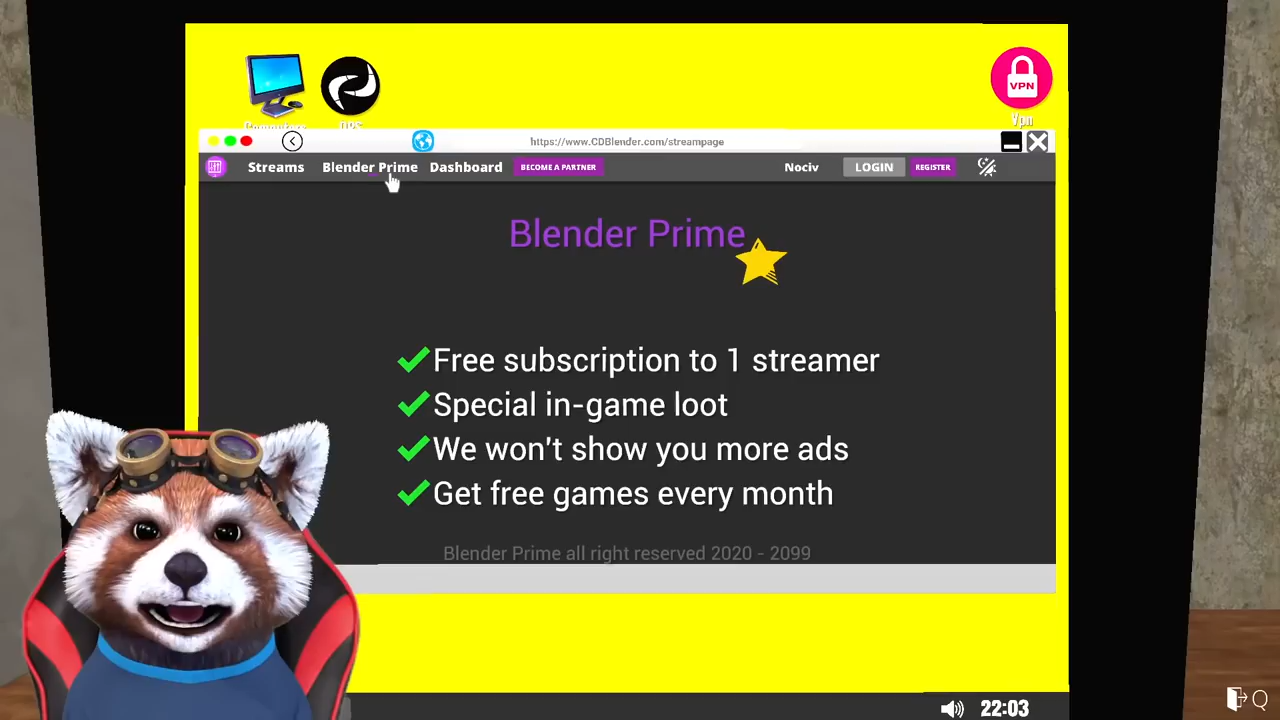 VPN
Vpn
https://www.CDBlender.com/streampage
Streams Blender Prime Dashboard BECOME A PARTNER Nociv LOGIN REGISTER
Blender Prime
Free subscription to 1 streamer
Special in-game loot
We won't show you more ads
Get free games every month
Blender Prime all right reserved 2020 - 2099
22:03
Q